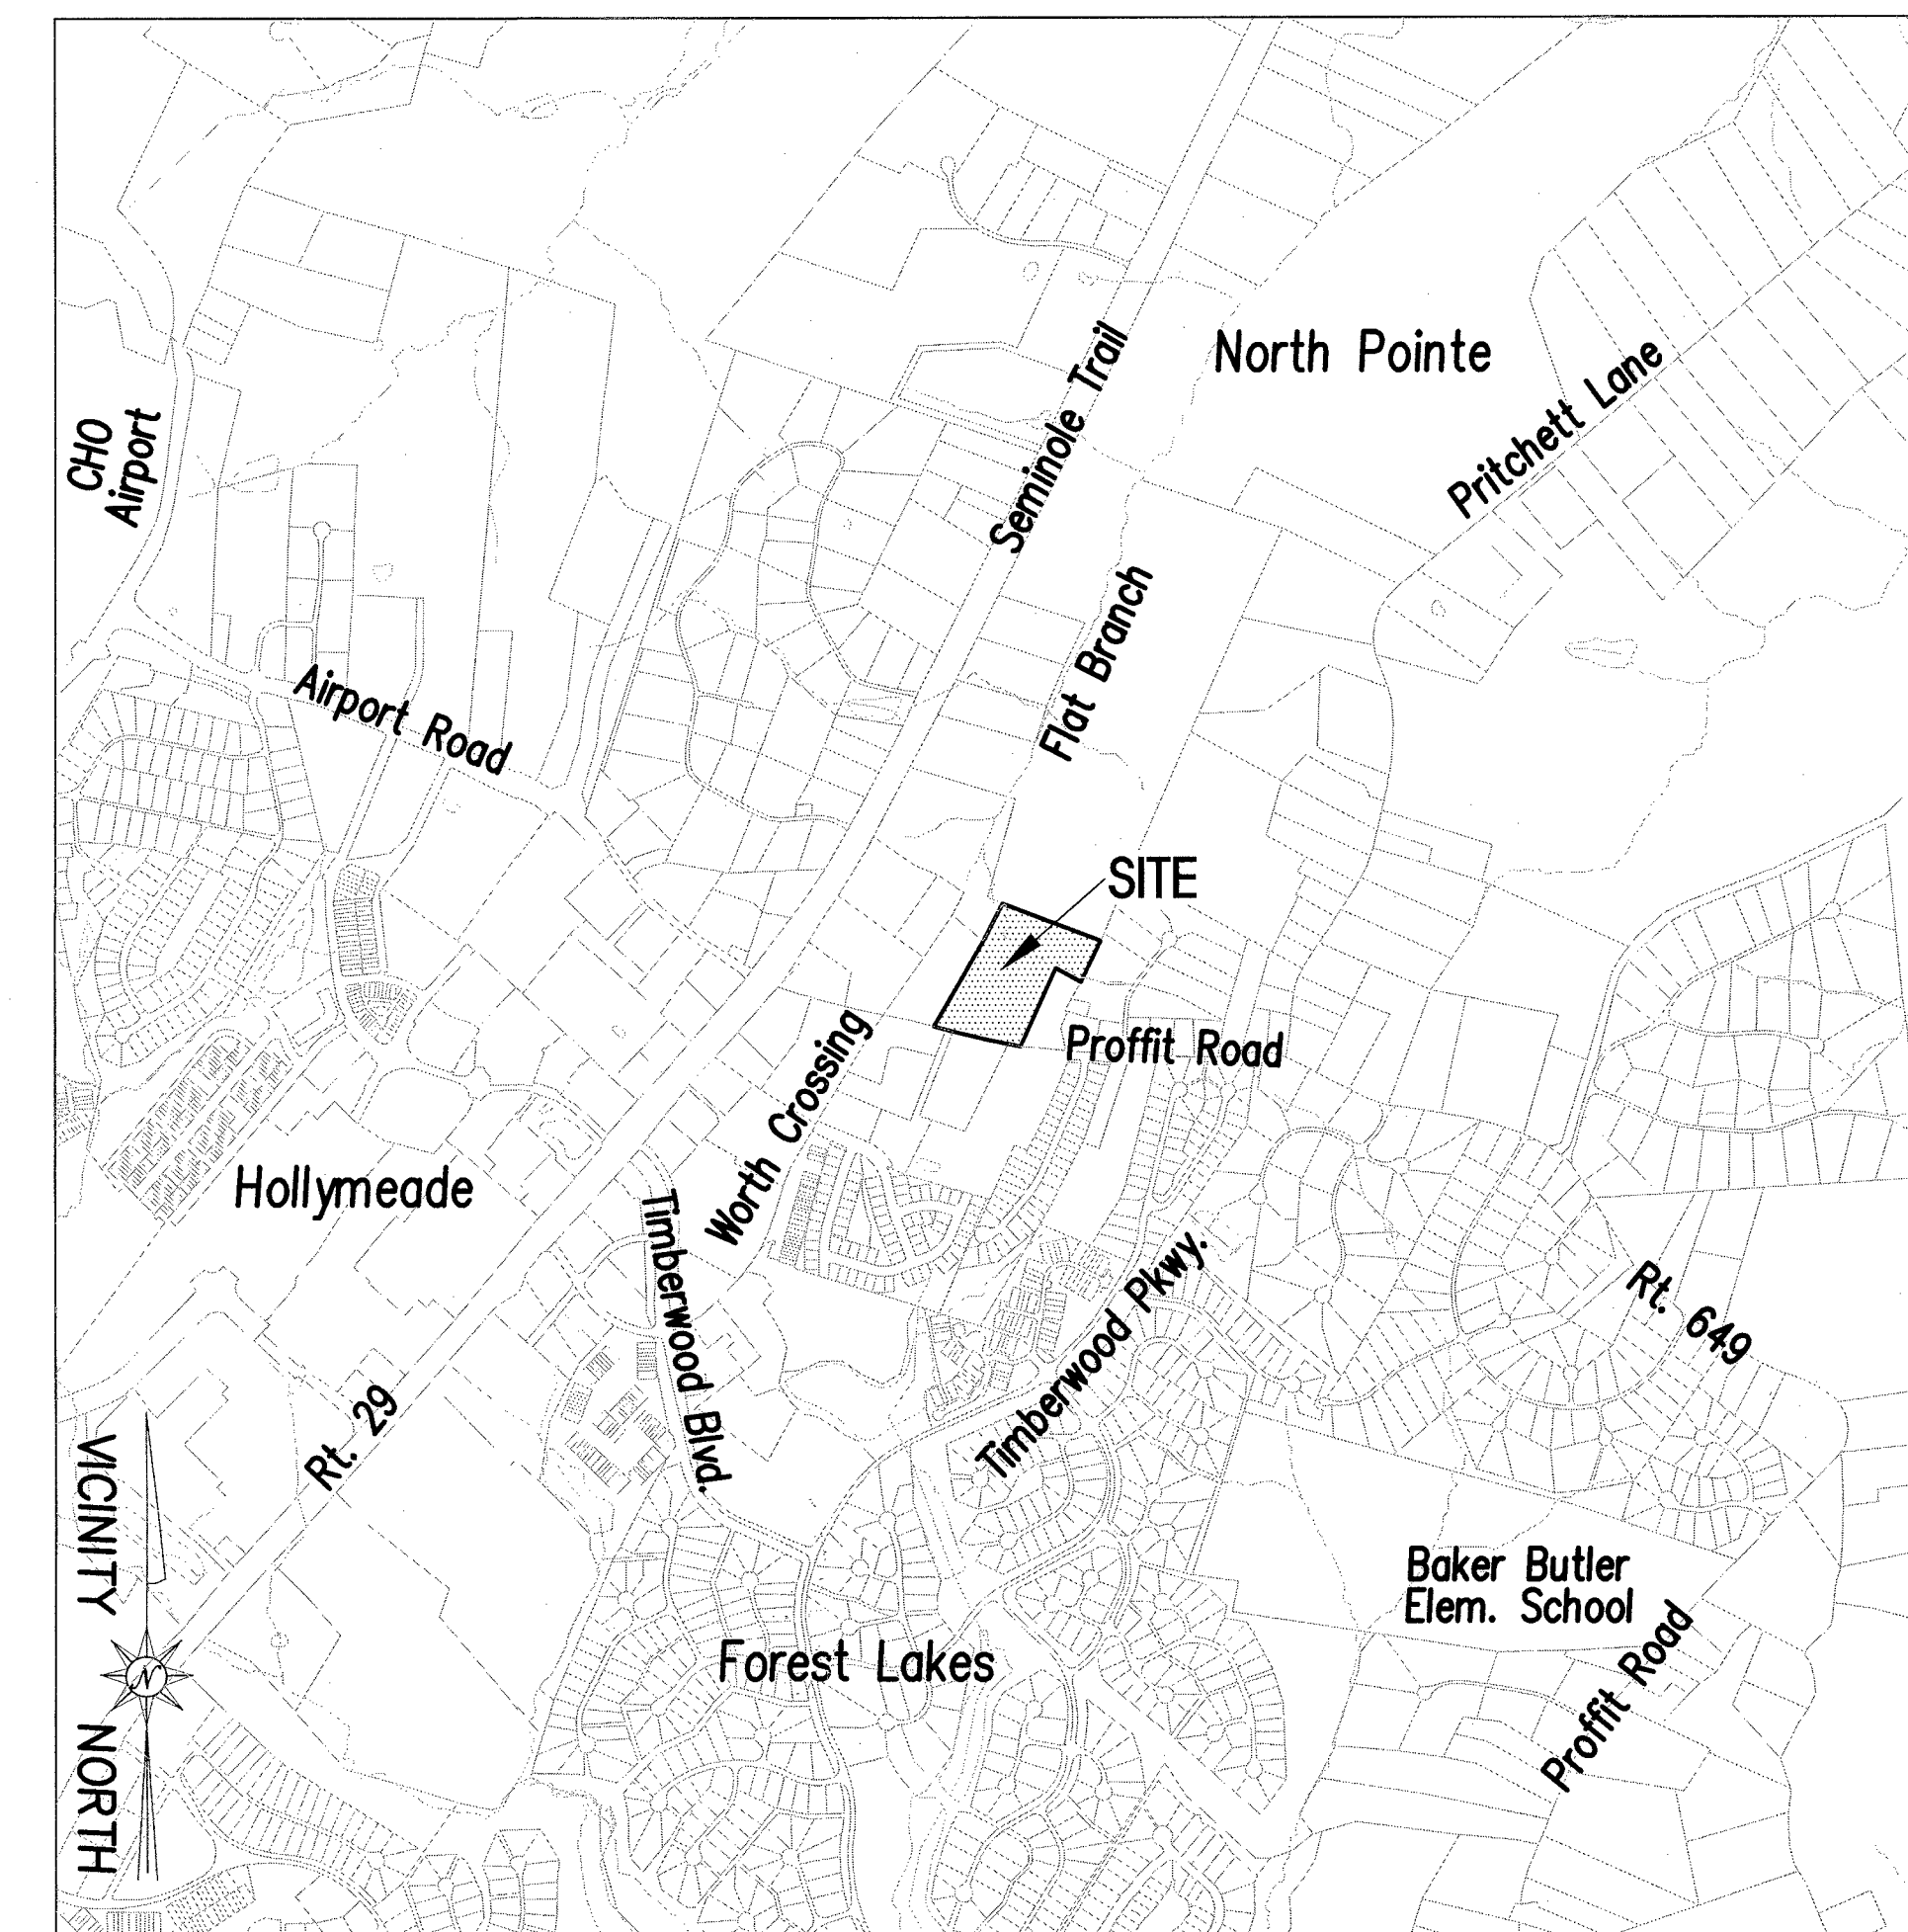 North Pointe
Seminole Trail
Pritchett Lane
CHO
Airport
Flat Branch
Airport Road
SITE
Proffit Road
Worth Crossing
Hollymeade
Timberwood Blvd.
Timberwood Pkwy.
Rt. 649
Rt. 29
Baker Butler
Elem. School
Forest Lakes
Proffit Road
VICINITY
N
NORTH